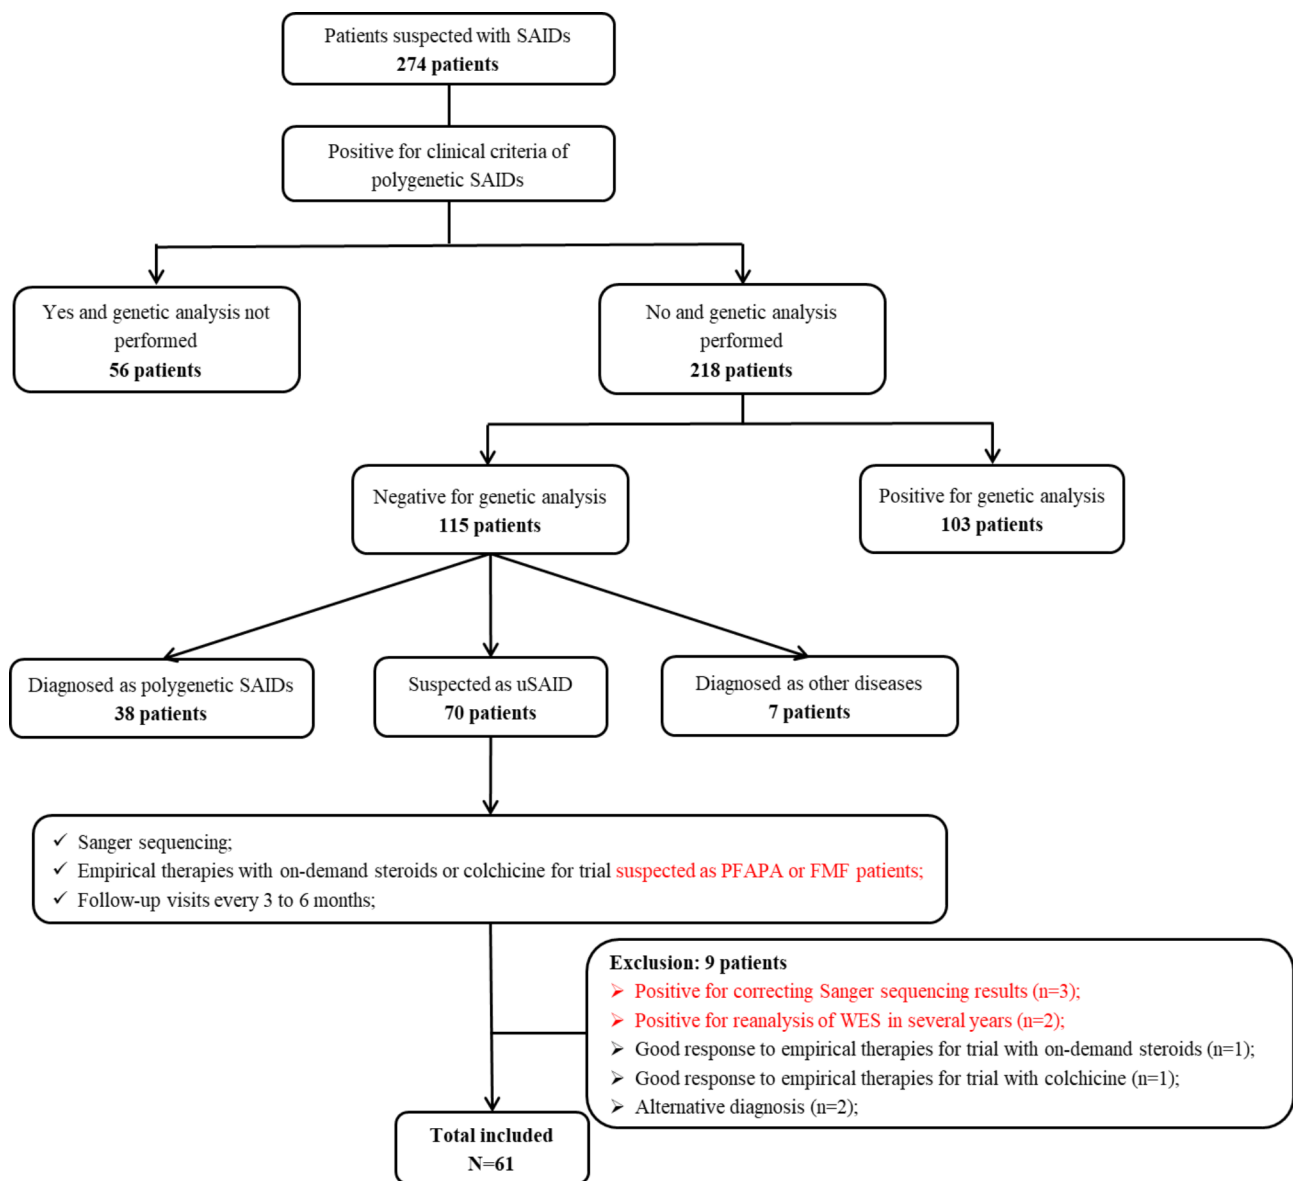 Patients suspected with SAIDs
274 patients
Positive for clinical criteria of
polygenetic SAIDs
Yes and genetic analysis not
performed
56 patients
No and genetic analysis
performed
218 patients
Negative for genetic analysis
115 patients
Positive for genetic analysis
103 patients
Diagnosed as polygenetic SAIDs
38 patients
Suspected as uSAID
70 patients
Diagnosed as other diseases
7 patients
✓ Sanger sequencing;
✓ Empirical therapies with on-demand steroids or colchicine for trial suspected as PFAPA or FMF patients;
✓ Follow-up visits every 3 to 6 months;
Exclusion: 9 patients
➢ Positive for correcting Sanger sequencing results (n=3);
➢ Positive for reanalysis of WES in several years (n=2);
➢ Good response to empirical therapies for trial with on-demand steroids (n=1);
➢ Good response to empirical therapies for trial with colchicine (n=1);
➢ Alternative diagnosis (n=2);
Total included
N=61